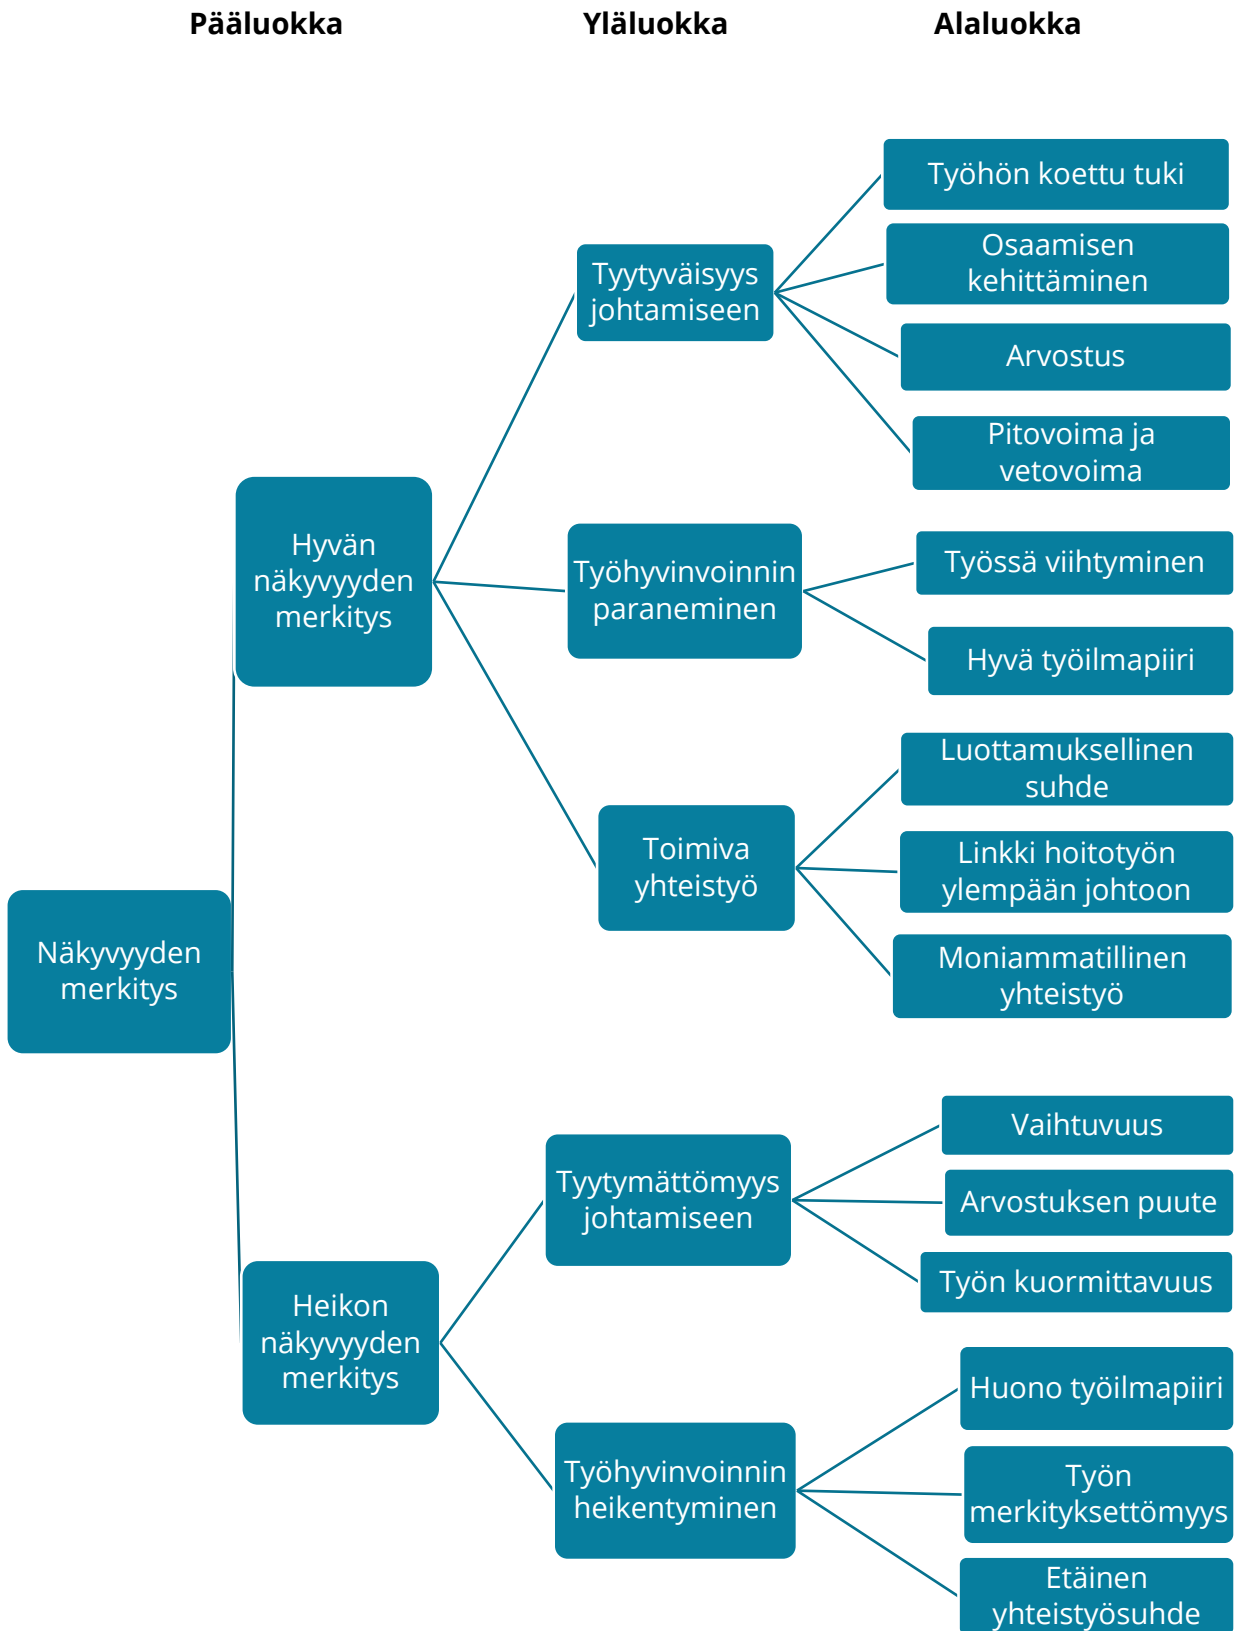 Pääluokka Yläluokka Alaluokka
Näkyvyyden
merkitys
Hyvän
näkyvyyden
merkitys
Tyytyväisyys
johtamiseen
Työhön koettu tuki
Osaamisen
kehittäminen
Arvostus
Pitovoima ja
vetovoima
Työhyvinvoinnin
paraneminen
Työssä viihtyminen
Hyvä työilmapiiri
Toimiva
yhteistyö
Luottamuksellinen
suhde
Linkki hoitotyön
ylempään johtoon
Moniammatillinen
yhteistyö
Heikon
näkyvyyden
merkitys
Tyytymättömyys
johtamiseen
Vaihtuvuus
Arvostuksen puute
Työn kuormittavuus
Työhyvinvoinnin
heikentyminen
Huono työilmapiiri
Työn
merkityksettömyys
Etäinen
yhteistyösuhde